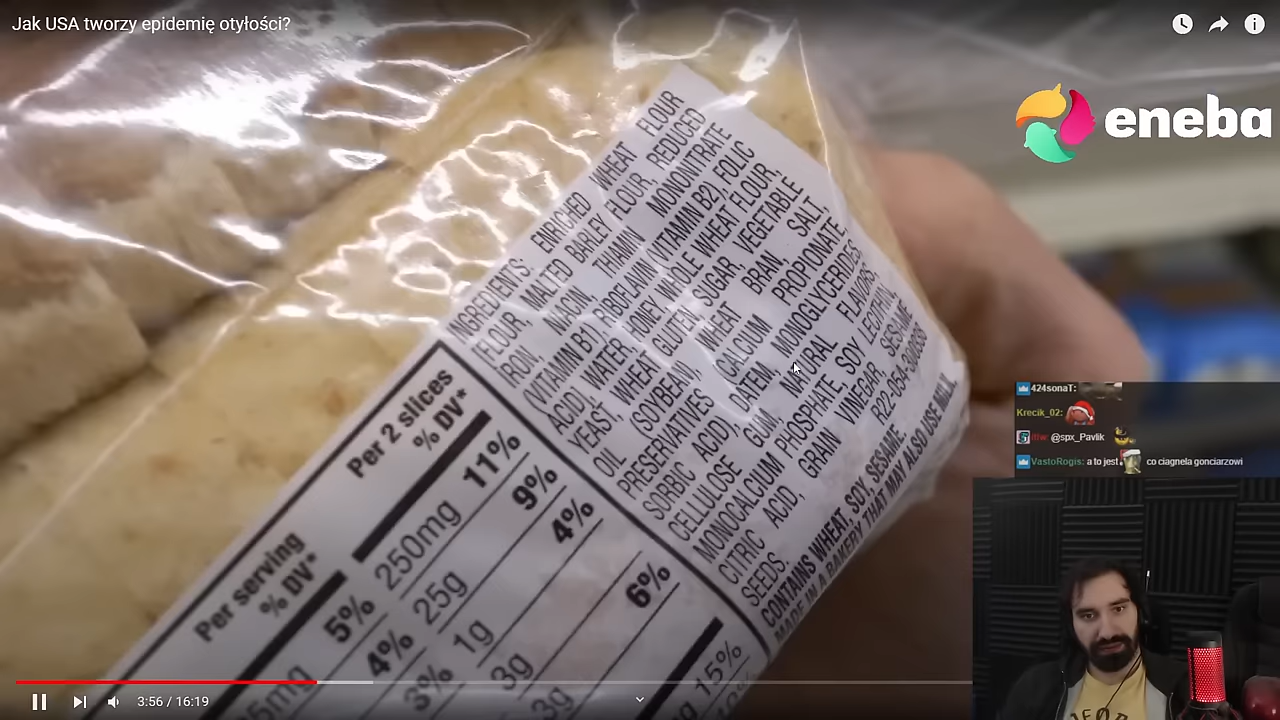 Jak USA tworzy epidemię otyłości?
eneba
INGREDIENTS: ENRICHED WHEAT FLOUR
(FLOUR, MALTED BARLEY FLOUR, REDUCED
IRON, NIACIN, THIAMIN MONONITRATE
(VITAMIN B1), RIBOFLAVIN (VITAMIN B2), FOLIC
ACID), WATER, HONEY, WHOLE WHEAT FLOUR,
YEAST, WHEAT GLUTEN, SUGAR, VEGETABLE
OIL SOYBEAN, WHEAT BRAN, SALT,
PRESERVATIVES CALCIUM PROPIONATE,
SORBIC ACID), DATEM, MONOGLYCERIDES,
CELLULOSE GUM, NATURAL FLAVORS,
MONOCALCIUM PHOSPHATE, SOY LECITHIN,
CITRIC ACID, GRAIN VINEGAR, SESAME
SEEDS.
CONTAINS WHEAT, SOY, SESAME.
MADE IN A BAKERY THAT MAY ALSO USE MILK.
Per 2 slices
% DV*
250mg 11%
25g 9%
1g 4%
3g
3g 6%
15%
Per serving
% DV*
5%
4%
3%
424sonaT:
Krecik_02:
@spx_Pavlik
VastoRogis: a to jest co ciagnela gonciarzowi
3:56 / 16:19